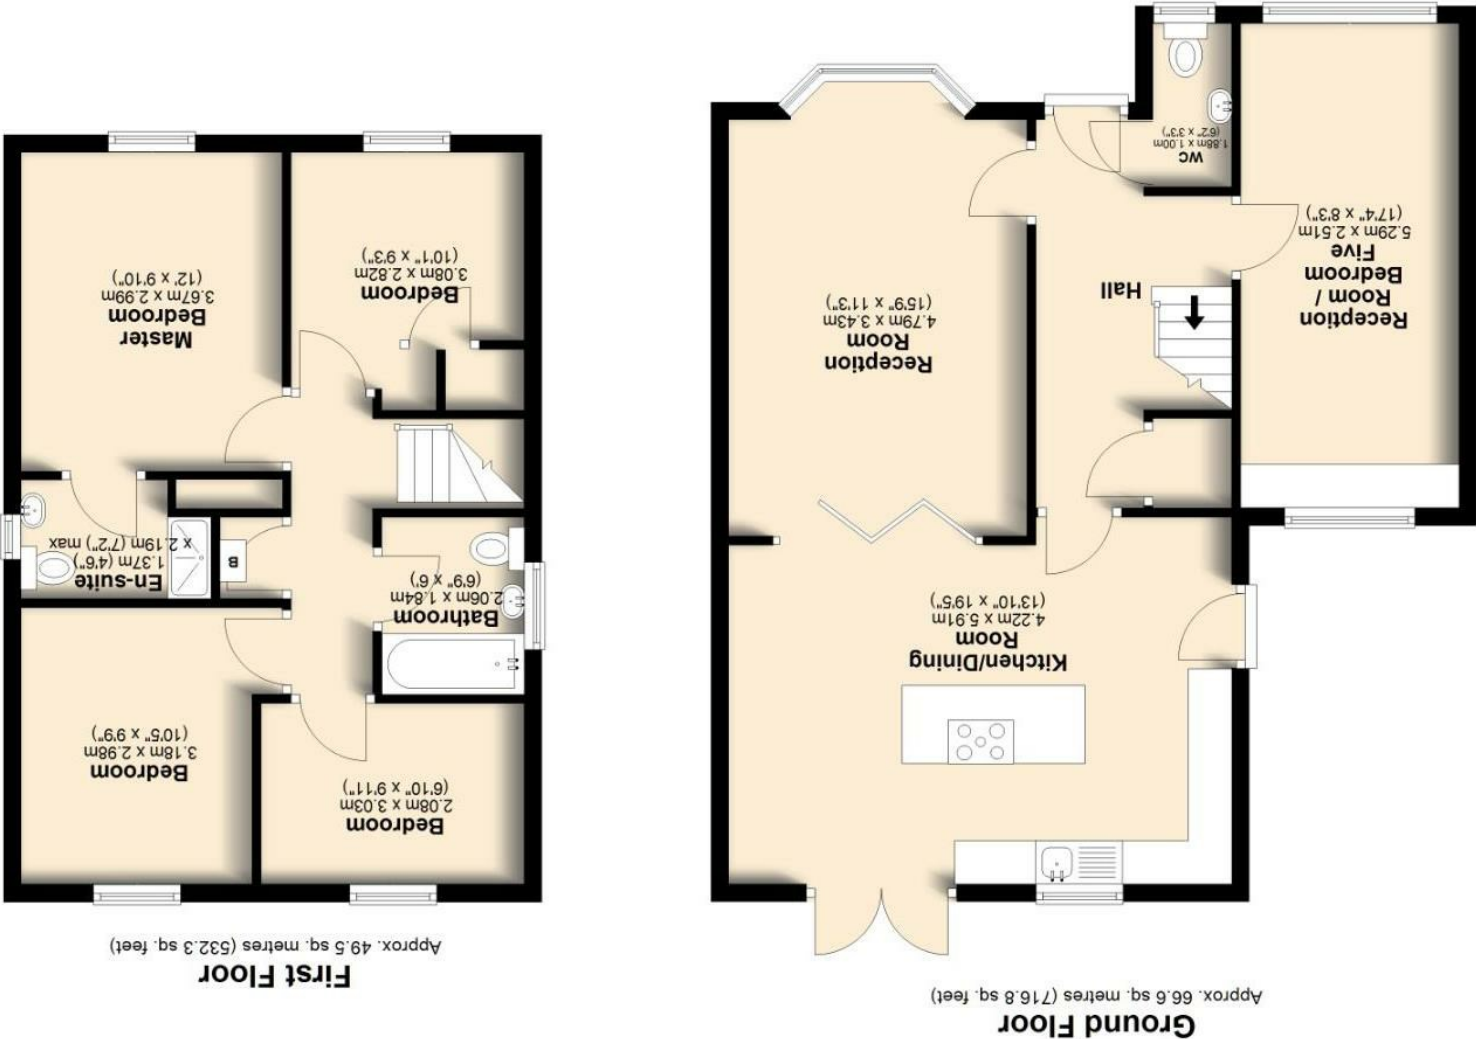 Ground Floor
Approx. 66.6 sq. metres (716.8 sq. feet)
Kitchen/Dining
Room
4.22m x 5.91m
(13'10" x 19'5")
Reception
Room
4.79m x 3.43m
(15'9" x 11'3")
Hall
Reception
Room /
Bedroom
Five
5.29m x 2.51m
(17'4" x 8'3")
WC
1.88m x 1.00m
(6'2" x 3'3")
First Floor
Approx. 49.5 sq. metres (532.3 sq. feet)
Bedroom
2.08m x 3.03m
(6'10" x 9'11")
Bedroom
3.18m x 2.98m
(10'5" x 9'9")
Bathroom
2.06m x 1.84m
(6'9" x 6')
En-suite
1.37m (4'6")
x 2.19m (7'2") max
B
Master
Bedroom
3.67m x 2.99m
(12' x 9'10")
Bedroom
3.08m x 2.82m
(10'1" x 9'3")